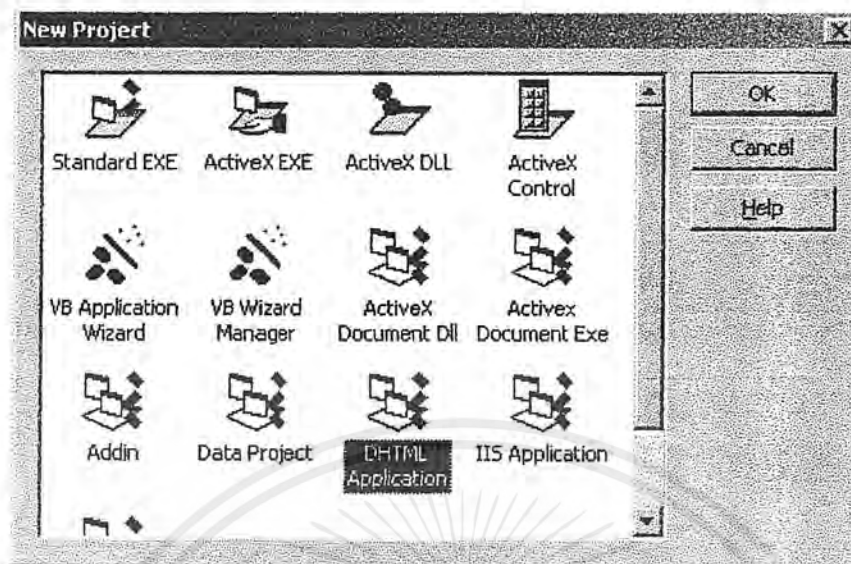 New Project
Standard EXE
ActiveX EXE
ActiveX DLL
ActiveX
Control
VB Application
Wizard
VB Wizard
Manager
ActiveX
Document Dll
Activex
Document Exe
Addin
Data Project
DHTML
Application
IIS Application
OK
Cancel
Help